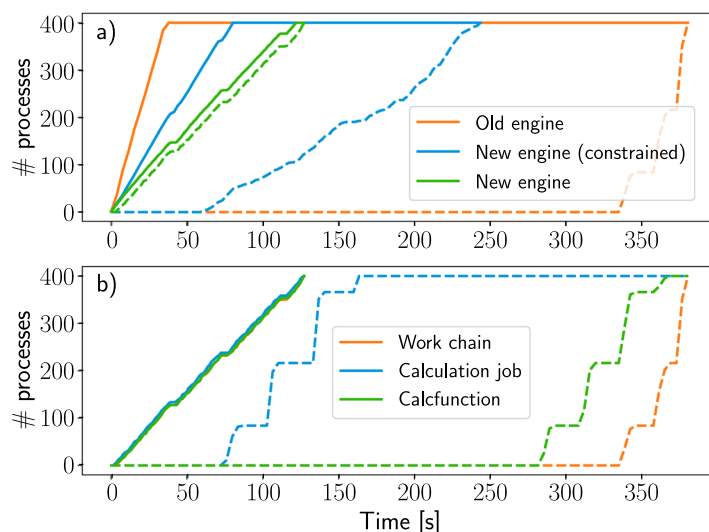 a)
# processes
400
300
200
100
0
Old engine
New engine (constrained)
New engine
0 50 100 150 200 250 300 350
b)
# processes
400
300
200
100
0
Work chain
Calculation job
Calcfunction
0 50 100 150 200 250 300 350
Time [s]